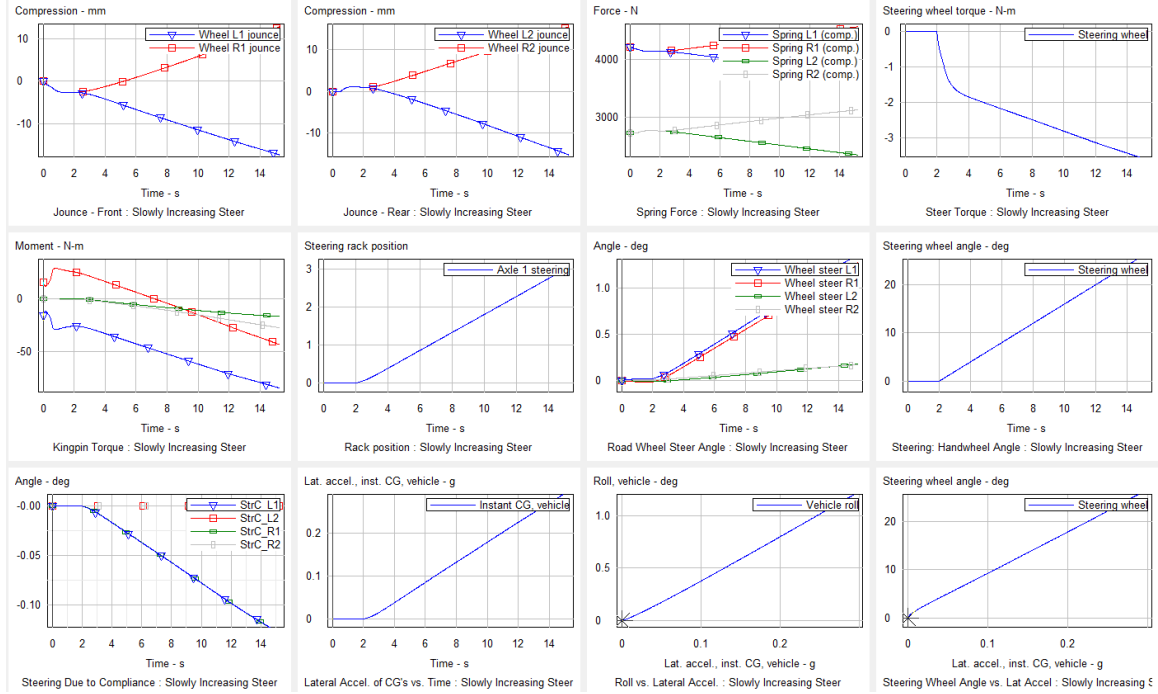 Compression - mm
Wheel L1 jounce
Wheel R1 jounce
10
0
-10
0 2 4 6 8 10 12 14
Time - s
Jounce - Front : Slowly Increasing Steer
Compression - mm
Wheel L2 jounce
Wheel R2 jounce
10
0
-10
0 2 4 6 8 10 12 14
Time - s
Jounce - Rear : Slowly Increasing Steer
Force - N
Spring L1 (comp.)
Spring R1 (comp.)
Spring L2 (comp.)
Spring R2 (comp.)
4000
3000
0 2 4 6 8 10 12 14
Time - s
Spring Force : Slowly Increasing Steer
Steering wheel torque - N-m
Steering wheel
0
-1
-2
-3
0 2 4 6 8 10 12 14
Time - s
Steer Torque : Slowly Increasing Steer
Moment - N-m
0
-50
0 2 4 6 8 10 12 14
Time - s
Kingpin Torque : Slowly Increasing Steer
Steering rack position
Axle 1 steering
3
2
1
0
0 2 4 6 8 10 12 14
Time - s
Rack position : Slowly Increasing Steer
Angle - deg
Wheel steer L1
Wheel steer R1
Wheel steer L2
Wheel steer R2
1.0
0.5
0
0 2 4 6 8 10 12 14
Time - s
Road Wheel Steer Angle : Slowly Increasing Steer
Steering wheel angle - deg
Steering wheel
20
10
0
0 2 4 6 8 10 12 14
Time - s
Steering: Handwheel Angle : Slowly Increasing Steer
Angle - deg
StrC_L1
StrC_L2
StrC_R1
StrC_R2
-0.00
-0.05
-0.10
0 2 4 6 8 10 12 14
Time - s
Steering Due to Compliance : Slowly Increasing Steer
Lat. accel., inst. CG, vehicle - g
Instant CG, vehicle
0.2
0.1
0
0 2 4 6 8 10 12 14
Time - s
Lateral Accel. of CG's vs. Time : Slowly Increasing Steer
Roll, vehicle - deg
Vehicle roll
1.0
0.5
0
0 0.1 0.2
Lat. accel., inst. CG, vehicle - g
Roll vs. Lateral Accel. : Slowly Increasing Steer
Steering wheel angle - deg
Steering wheel
20
10
0
0 0.1 0.2
Lat. accel., inst. CG, vehicle - g
Steering Wheel Angle vs. Lat Accel : Slowly Increasing S